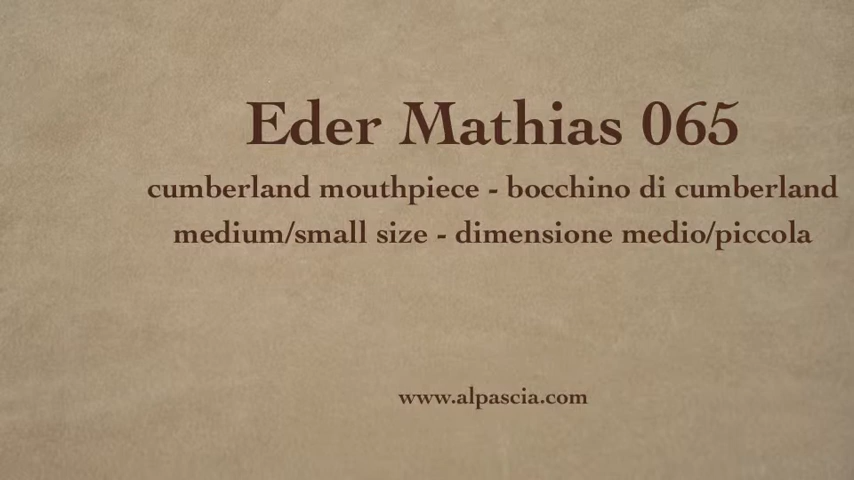 Eder Mathias 065
cumberland mouthpiece - bocchino di cumberland
medium/small size - dimensione medio/piccola
www.alpascia.com